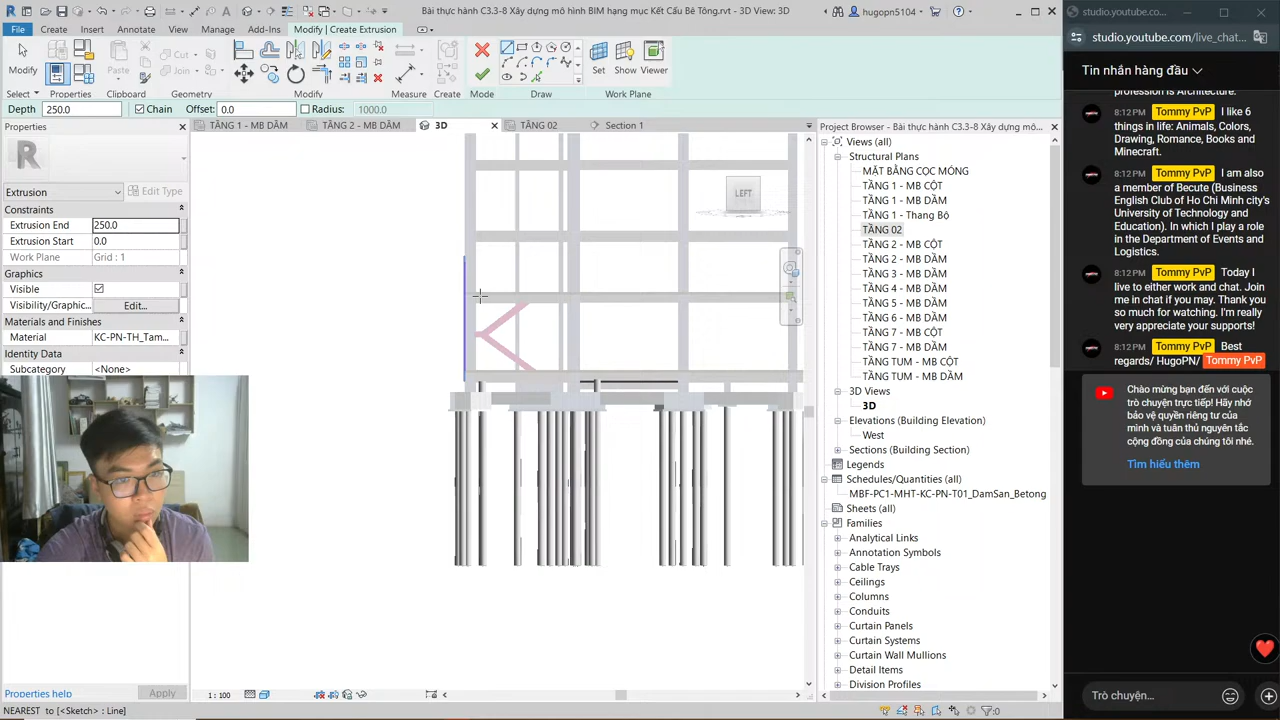 Bài thực hành C3.3-8 Xây dựng mô hình BIM hạng mục Kết Cấu Bê Tông.rvt - 3D View: 3D
hugopn5104
File
Create
Insert
Annotate
View
Manage
Add-Ins
Modify | Create Extrusion
Modify
Paste
Cut
Join
Set
Show
Viewer
Select
Properties
Clipboard
Geometry
Modify
Measure
Create
Mode
Draw
Work Plane
Depth
250.0
Chain
Offset:
0.0
Radius:
1000.0
Properties
TẦNG 1 - MB DẦM
TẦNG 2 - MB DẦM
3D
TẦNG 02
Section 1
Extrusion
Edit Type
Constraints
Extrusion End
250.0
Extrusion Start
0.0
Work Plane
Grid : 1
Graphics
Visible
Visibility/Graphic...
Edit...
Materials and Finishes
Material
KC-PN-TH_Tam...
Identity Data
Subcategory
<None>
Properties help
Apply
LEFT
1 : 100
NEAREST to [<Sketch> : Line]
:0
Project Browser - Bài thực hành C3.3-8 Xây dựng mô...
Views (all)
Structural Plans
MẶT BẰNG CỌC MÓNG
TẦNG 1 - MB CỘT
TẦNG 1 - MB DẦM
TẦNG 1 - Thang Bộ
TẦNG 02
TẦNG 2 - MB CỘT
TẦNG 2 - MB DẦM
TẦNG 3 - MB DẦM
TẦNG 4 - MB DẦM
TẦNG 5 - MB DẦM
TẦNG 6 - MB DẦM
TẦNG 7 - MB CỘT
TẦNG 7 - MB DẦM
TẦNG TUM - MB CỘT
TẦNG TUM - MB DẦM
3D Views
3D
Elevations (Building Elevation)
West
Sections (Building Section)
Legends
Schedules/Quantities (all)
MBF-PC1-MHT-KC-PN-T01_DamSan_Betong
Sheets (all)
Families
Analytical Links
Annotation Symbols
Cable Trays
Ceilings
Columns
Conduits
Curtain Panels
Curtain Systems
Curtain Wall Mullions
Detail Items
Division Profiles
studio.youtube.co...
studio.youtube.com/live_chat...
Tin nhắn hàng đầu
profession is Architecture.
8:12 PM Tommy PvP I like 6
things in life: Animals, Colors,
Drawing, Romance, Books and
Minecraft.
8:12 PM Tommy PvP I am also
a member of Becute (Business
English Club of Ho Chi Minh city's
University of Technology and
Education). In which I play a role
in the Department of Events and
Logistics.
8:12 PM Tommy PvP Today I
live to either work and chat. Join
me in chat if you may. Thank you
so much for watching. I'm really
very appreciate your supports!
8:12 PM Tommy PvP Best
regards/ HugoPN/ Tommy PvP
Chào mừng bạn đến với cuộc
trò chuyện trực tiếp! Hãy nhớ
bảo vệ quyền riêng tư của
mình và tuân thủ nguyên tắc
cộng đồng của chúng tôi nhé.
Tìm hiểu thêm
Trò chuyện...